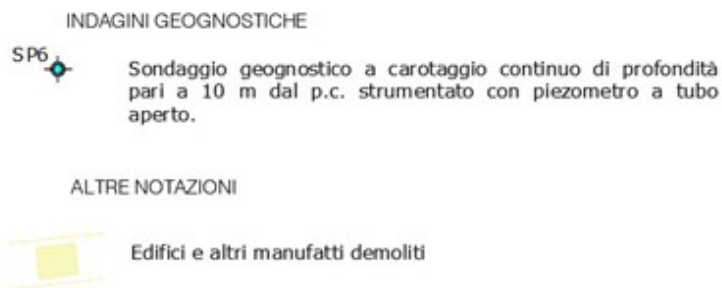 INDAGINI GEOGNOSTICHE
SP6
Sondaggio geognostico a carotaggio continuo di profondità
pari a 10 m dal p.c. strumentato con piezometro a tubo
aperto.
ALTRE NOTAZIONI
Edifici e altri manufatti demoliti